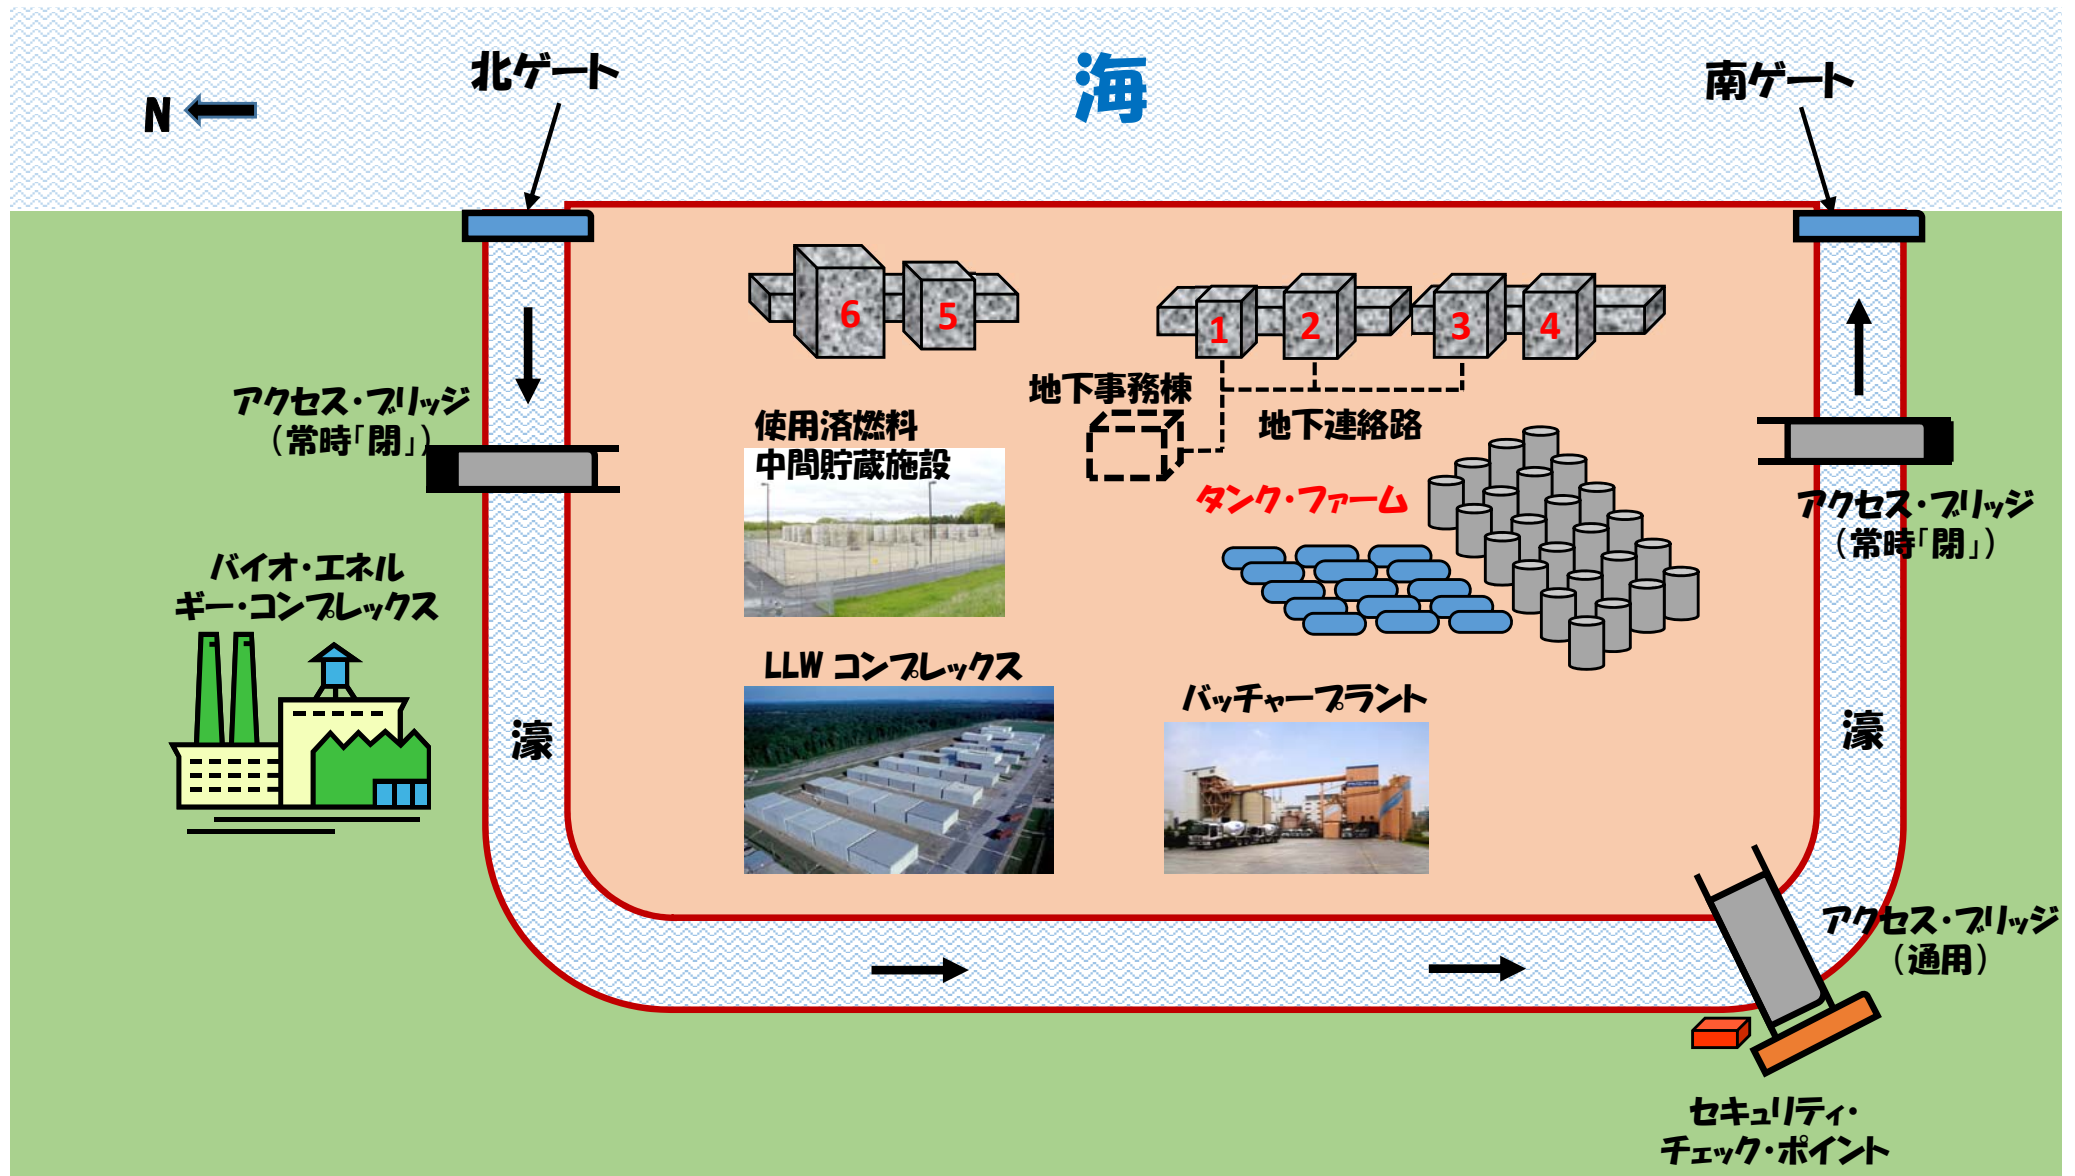 北ゲート
海
南ゲート
N
6
5
1
2
3
4
アクセス・ブリッジ
(常時「閉」)
地下事務棟
使用済燃料
中間貯蔵施設
地下連絡路
タンク・ファーム
アクセス・ブリッジ
(常時「閉」)
バイオ・エネル
ギー・コンプレックス
LLW コンプレックス
バッチャープラント
濠
濠
アクセス・ブリッジ
(通用)
セキュリティ・
チェック・ポイント